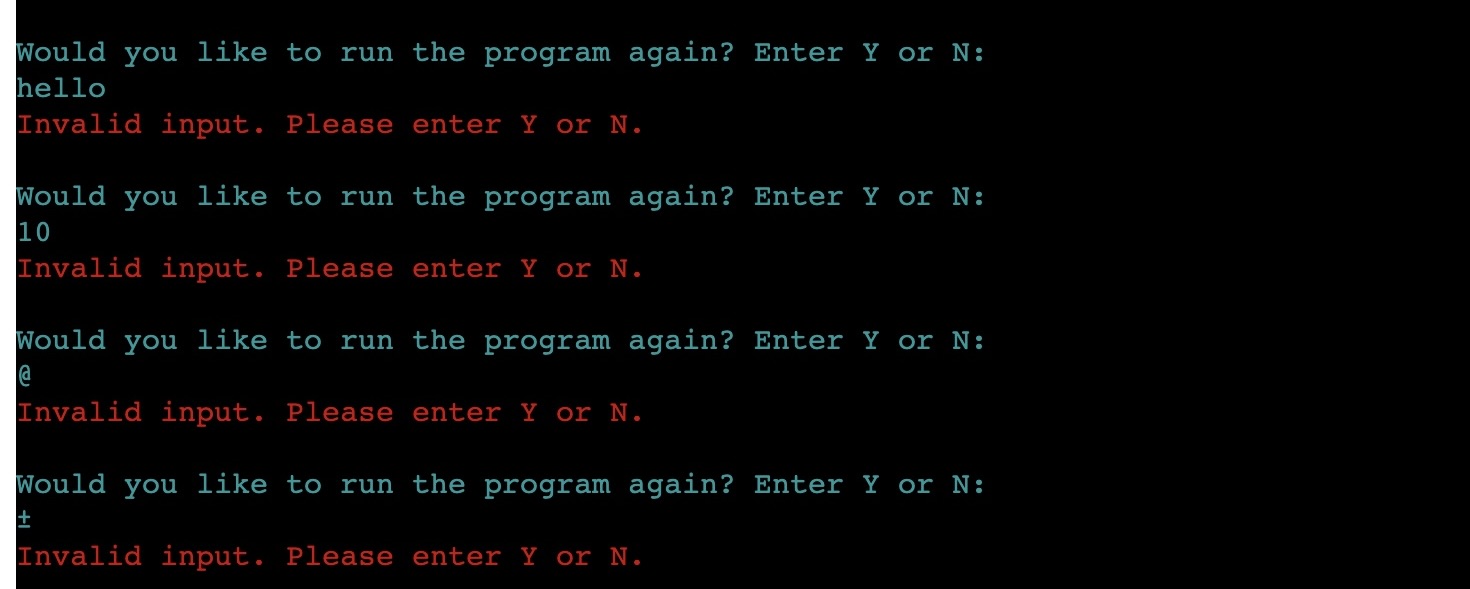 Would you like to run the program again? Enter Y or N:
hello
Invalid input. Please enter Y or N.
Would you like to run the program again? Enter Y or N:
10
Invalid input. Please enter Y or N.
Would you like to run the program again? Enter Y or N:
@
Invalid input. Please enter Y or N.
Would you like to run the program again? Enter Y or N:
±
Invalid input. Please enter Y or N.